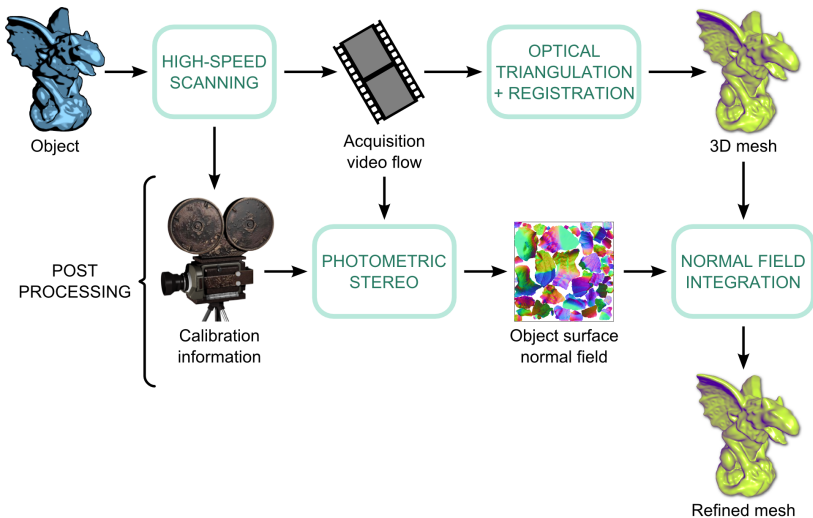 HIGH-SPEED
SCANNING
OPTICAL
TRIANGULATION
+ REGISTRATION
Object
Acquisition
video flow
3D mesh
POST
PROCESSING
PHOTOMETRIC
STEREO
NORMAL FIELD
INTEGRATION
Calibration
information
Object surface
normal field
Refined mesh